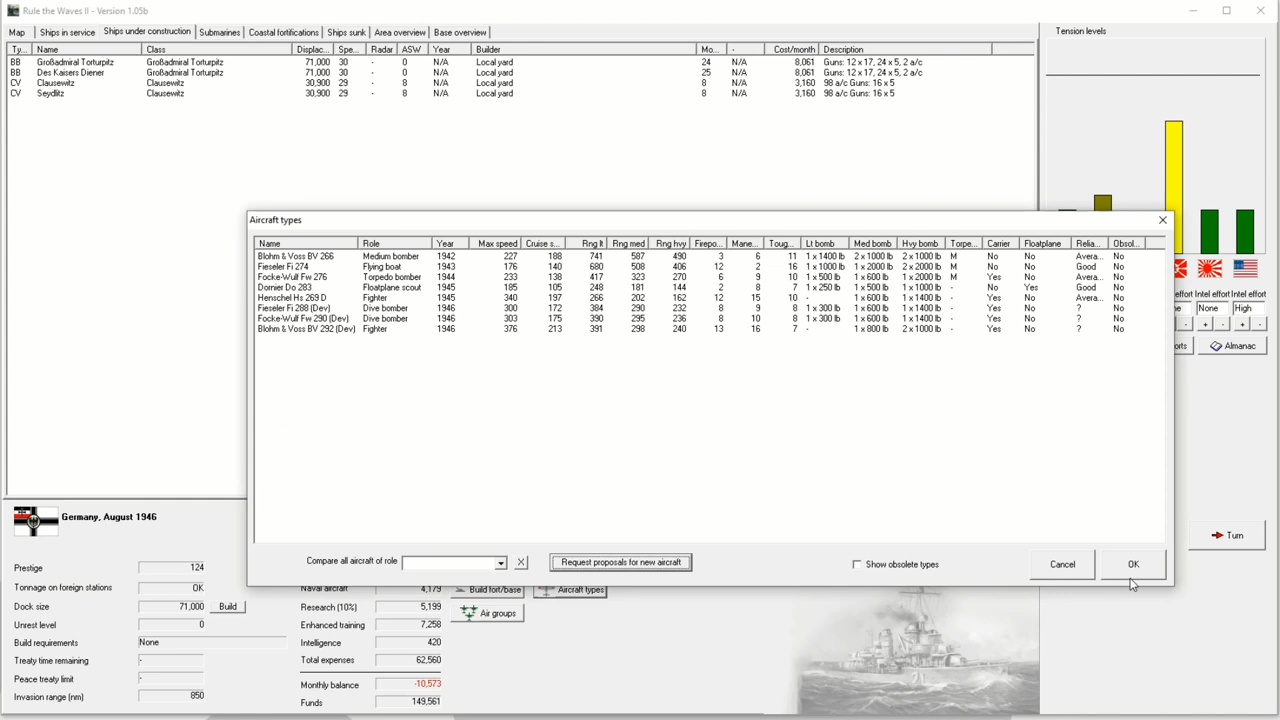 Rule the Waves II - Version 1.05b
Map Ships in service Ships under construction Submarines Coastal fortifications Ships sunk Area overview Base overview
Ty... Name Class Displac... Spe... Radar ASW Year Builder Mo... - Cost/month Description
BB Großadmiral Torturpitz Großadmiral Torturpitz 71,000 30 - 0 N/A Local yard 24 N/A 8,061 Guns: 12 x 17, 24 x 5, 2 a/c
BB Des Kaisers Diener Großadmiral Torturpitz 71,000 30 - 0 N/A Local yard 25 N/A 8,061 Guns: 12 x 17, 24 x 5, 2 a/c
CV Clausewitz Clausewitz 30,900 29 - 8 N/A Local yard 8 N/A 3,160 98 a/c Guns: 16 x 5
CV Seydlitz Clausewitz 30,900 29 - 8 N/A Local yard 8 N/A 3,160 98 a/c Guns: 16 x 5
Tension levels
Aircraft types
Name Role Year Max speed Cruise s... Rng lt Rng med Rng hvy Firepo... Mane... Toug... Lt bomb Med bomb Hvy bomb Torpe... Carrier Floatplane Relia... Obsol...
Blohm & Voss BV 266 Medium bomber 1942 227 188 741 587 490 3 6 11 1 x 1400 lb 2 x 1000 lb 2 x 1000 lb M No No Avera... No
Fieseler Fi 274 Flying boat 1943 176 140 680 508 406 12 2 16 1 x 1000 lb 2 x 1000 lb 2 x 2000 lb M No No Good No
Focke-Wulf Fw 276 Torpedo bomber 1944 233 138 417 323 270 6 9 10 1 x 500 lb 1 x 600 lb 1 x 2000 lb M Yes No Avera... No
Dornier Do 283 Floatplane scout 1945 185 105 248 181 144 2 8 7 1 x 250 lb 1 x 500 lb 1 x 1000 lb - No Yes Good No
Henschel Hs 269 D Fighter 1945 340 197 266 202 162 12 15 10 - 1 x 600 lb 1 x 1400 lb - Yes No Avera... No
Fieseler Fi 288 (Dev) Dive bomber 1946 300 172 384 290 232 8 9 8 1 x 300 lb 1 x 600 lb 1 x 1400 lb - Yes No ? No
Focke-Wulf Fw 290 (Dev) Dive bomber 1946 303 175 390 295 236 8 10 8 1 x 300 lb 1 x 600 lb 1 x 1400 lb - Yes No ? No
Blohm & Voss BV 292 (Dev) Fighter 1946 376 213 391 298 240 13 16 7 - 1 x 800 lb 2 x 1000 lb - Yes No ? No
effort Intel effort Intel effort
None High
+ - + -
Almanac
Compare all aircraft of role Request proposals for new aircraft Show obsolete types Cancel OK
Germany, August 1946
Turn
Prestige 124
Tonnage on foreign stations OK
Dock size 71,000 Build
Unrest level 0
Build requirements None
Treaty time remaining -
Peace treaty limit -
Invasion range (nm) 850
Naval aircraft 4,179
Research (10%) 5,199
Enhanced training 7,258
Intelligence 420
Total expenses 62,560
Monthly balance -10,573
Funds 149,561
Build fort/base Aircraft types
Air groups